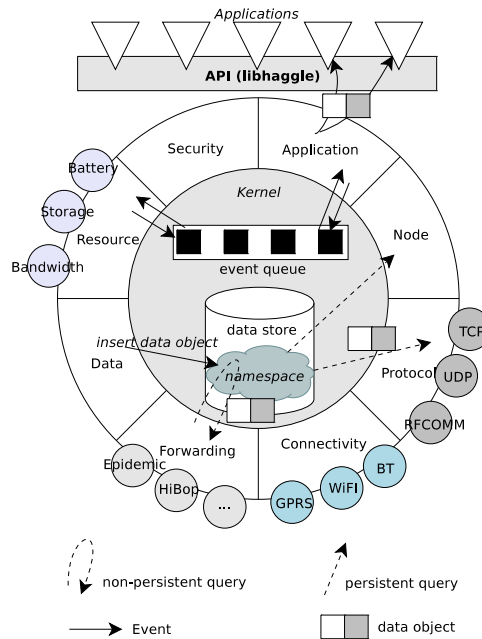 Applications
API (libhaggle)
Security
Application
Battery
Kernel
Storage
Resource
Node
Bandwidth
event queue
data store
TCP
insert data object
Data
namespace
Protocol
UDP
RFCOMM
Forwarding
Connectivity
Epidemic
BT
HiBop
WiFI
GPRS
...
non-persistent query
persistent query
Event
data object